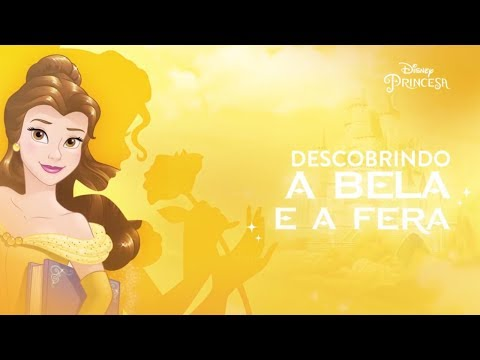 Disney
PRINCESA
DESCOBRINDO
A BELA
E A FERA